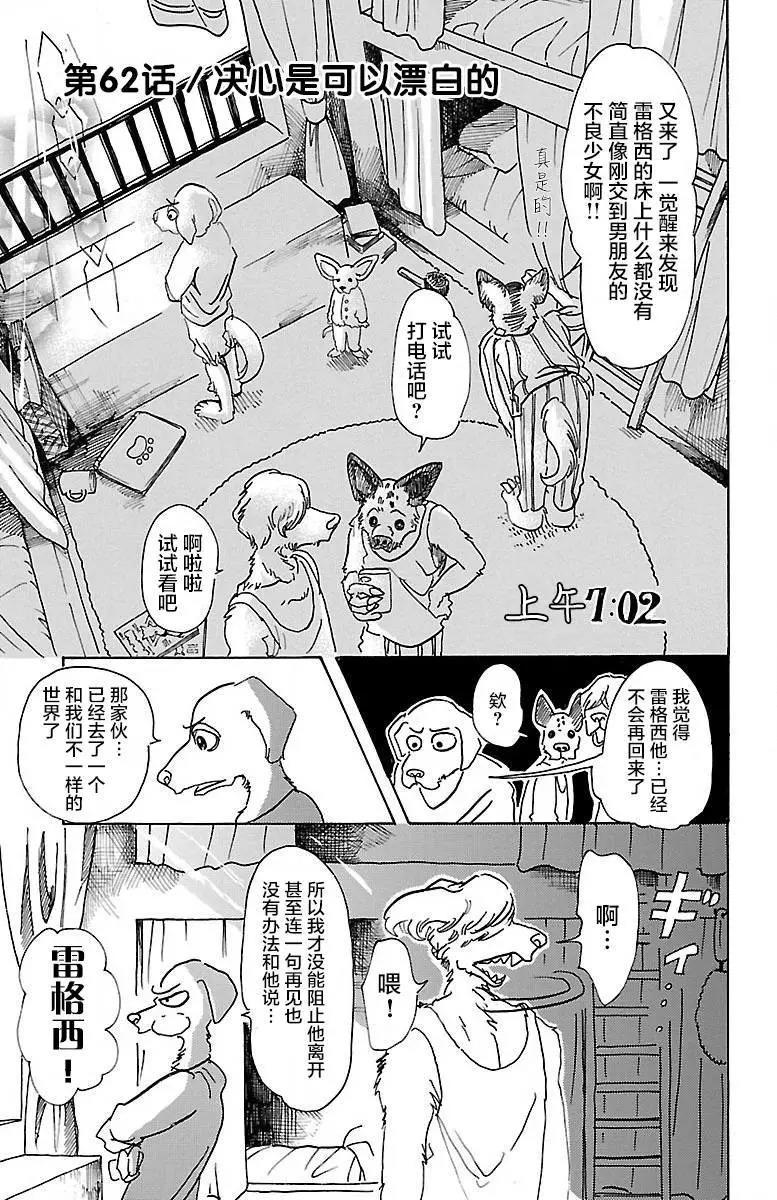 第62话/决心是可以漂白的
又来了 一觉醒来发现
雷格西的床上什么都没有
简直像刚交到男朋友的
不良少女啊!!
真是的!!
试试
打电话吧?
啊啦啦
试试看吧
上午7:02
我觉得
雷格西他…已经
不会再回来了
欸?
那家伙…
已经去了一个
和我们不一样的
世界了
ギィ…
啊…
喂!
所以我才没能阻止他离开
甚至连一句再见也
没有办法和他说…
雷格西!